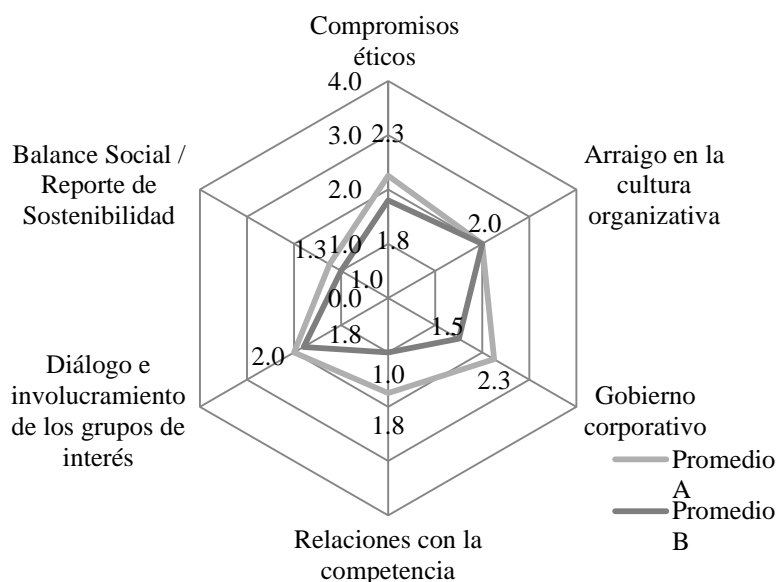 Compromisos
éticos
4.0
3.0
2.0
1.0
0.0
2.3
1.8
Arraigo en la
cultura
organizativa
2.0
Gobierno
corporativo
1.5
2.3
Relaciones con la
competencia
1.0
1.8
Diálogo e
involucramiento
de los grupos de
interés
1.8
2.0
Balance Social /
Reporte de
Sostenibilidad
1.3
1.0
Promedio
A
Promedio
B